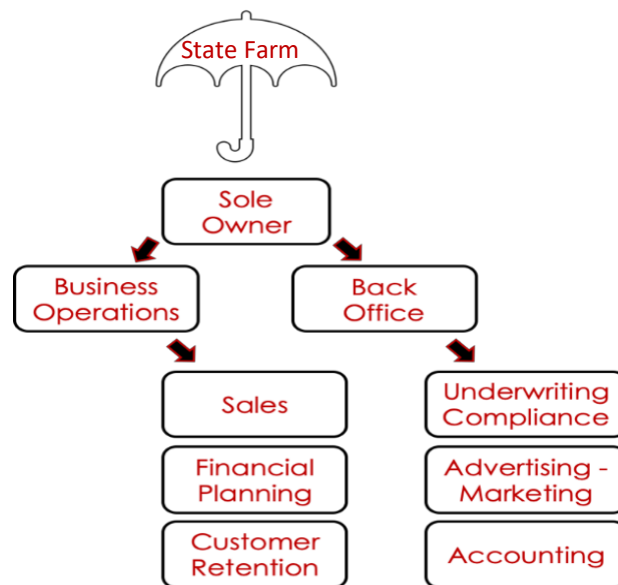 State Farm
Sole
Owner
Business
Operations
Back
Office
Sales
Underwriting
Compliance
Financial
Planning
Advertising -
Marketing
Customer
Retention
Accounting